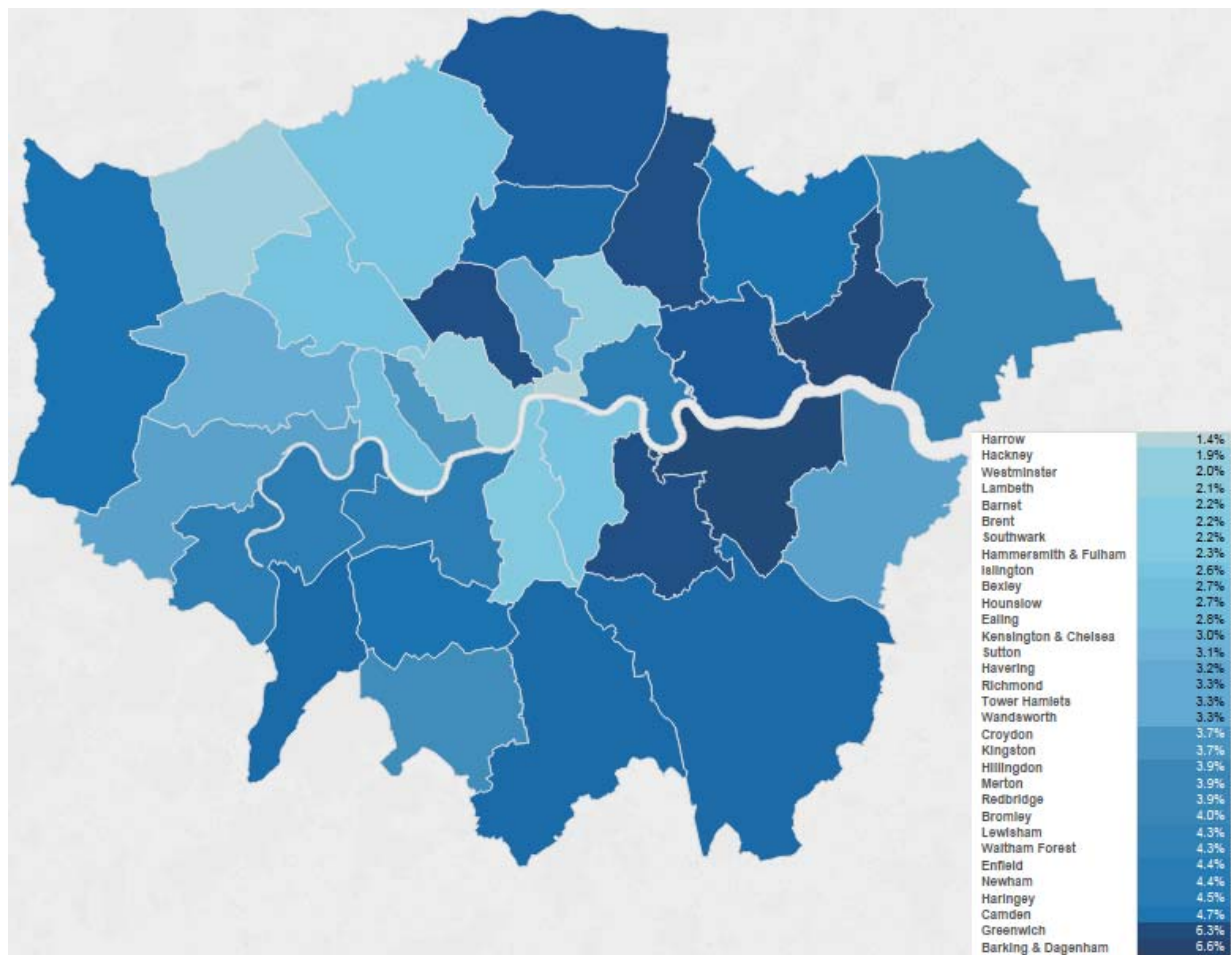 Harrow 1.4%
Hackney 1.9%
Westminster 2.0%
Lambeth 2.1%
Barnet 2.2%
Brent 2.2%
Southwark 2.2%
Hammersmith & Fulham 2.3%
Islington 2.6%
Bexley 2.7%
Hounslow 2.7%
Ealing 2.8%
Kensington & Chelsea 3.0%
Sutton 3.1%
Havering 3.2%
Richmond 3.3%
Tower Hamlets 3.3%
Wandsworth 3.3%
Croydon 3.7%
Kingston 3.7%
Hillingdon 3.9%
Merton 3.9%
Redbridge 3.9%
Bromley 4.0%
Lewisham 4.3%
Waltham Forest 4.3%
Enfield 4.4%
Newham 4.4%
Haringey 4.5%
Camden 4.7%
Greenwich 6.3%
Barking & Dagenham 6.6%